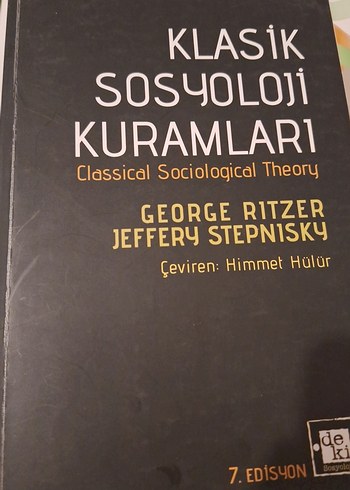 KLASİK
SOSYOLOJİ
KURAMLARI
Classical Sociological Theory
GEORGE RITZER
JEFFERY STEPNISKY
Çeviren: Himmet Hülür
de
ki
7. EDİSYON